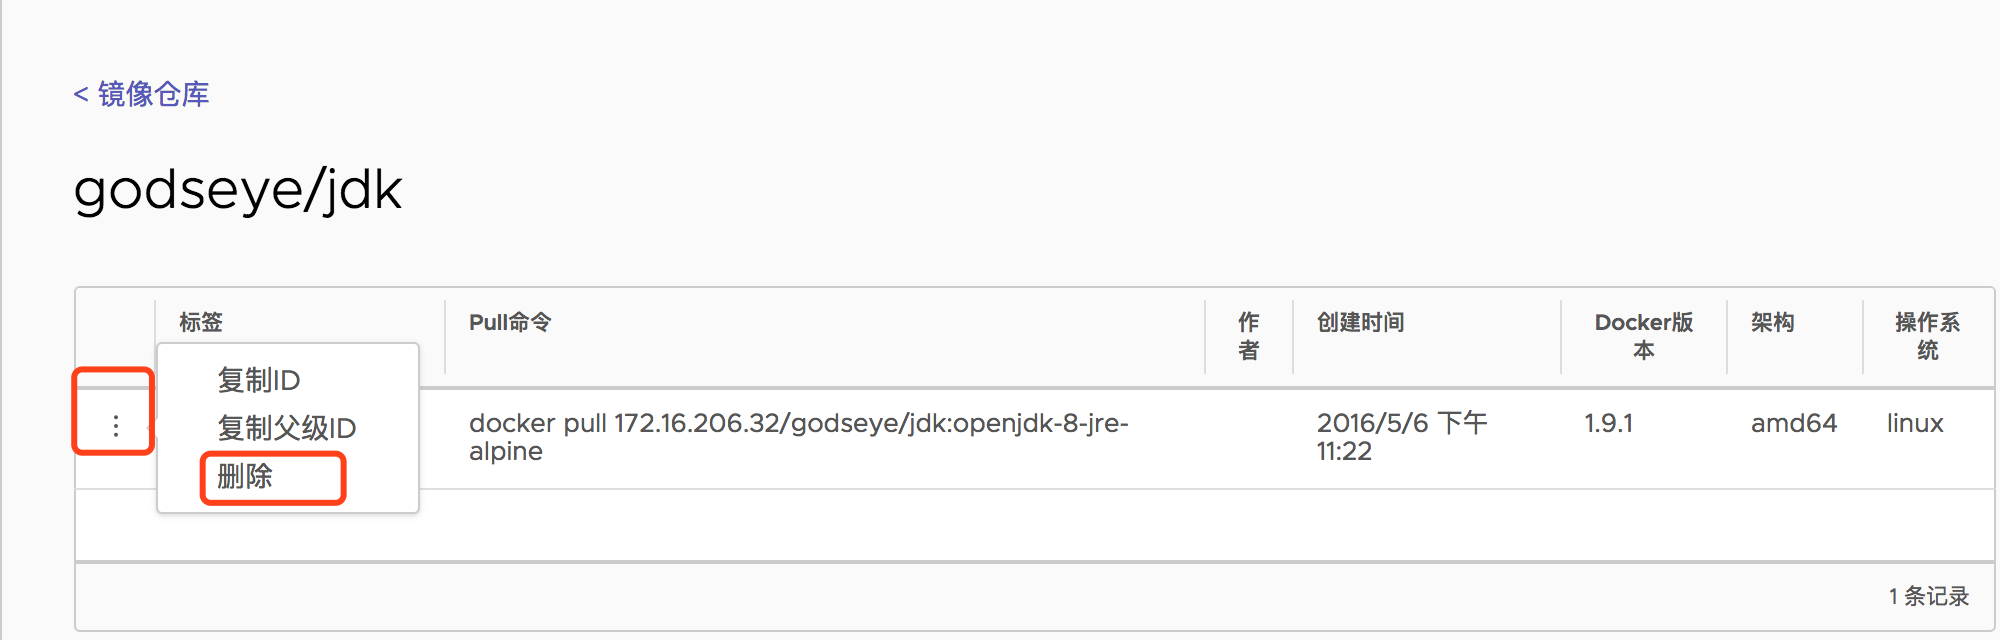 < 镜像仓库
godseye/jdk
标签
Pull命令
作
者
创建时间
Docker版
本
架构
操作系
统
复制ID
复制父级ID
删除
docker pull 172.16.206.32/godseye/jdk:openjdk-8-jre-
alpine
2016/5/6 下午
11:22
1.9.1
amd64
linux
1 条记录